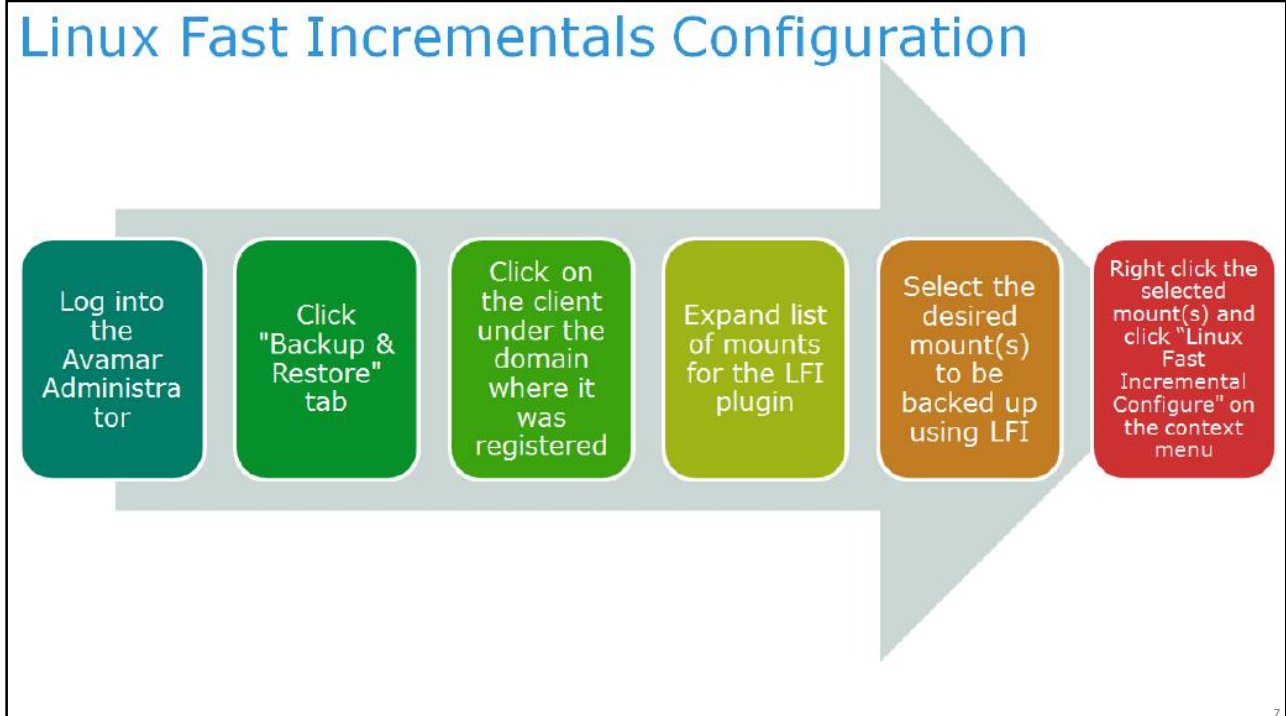 Linux Fast Incrementals Configuration
Log into
the
Avamar
Administra
tor
Click
"Backup &
Restore"
tab
Click on
the client
under the
domain
where it
was
registered
Expand list
of mounts
for the LFI
plugin
Select the
desired
mount(s)
to be
backed up
using LFI
Right click the
selected
mount(s) and
click “Linux
Fast
Incremental
Configure" on
the context
menu
7